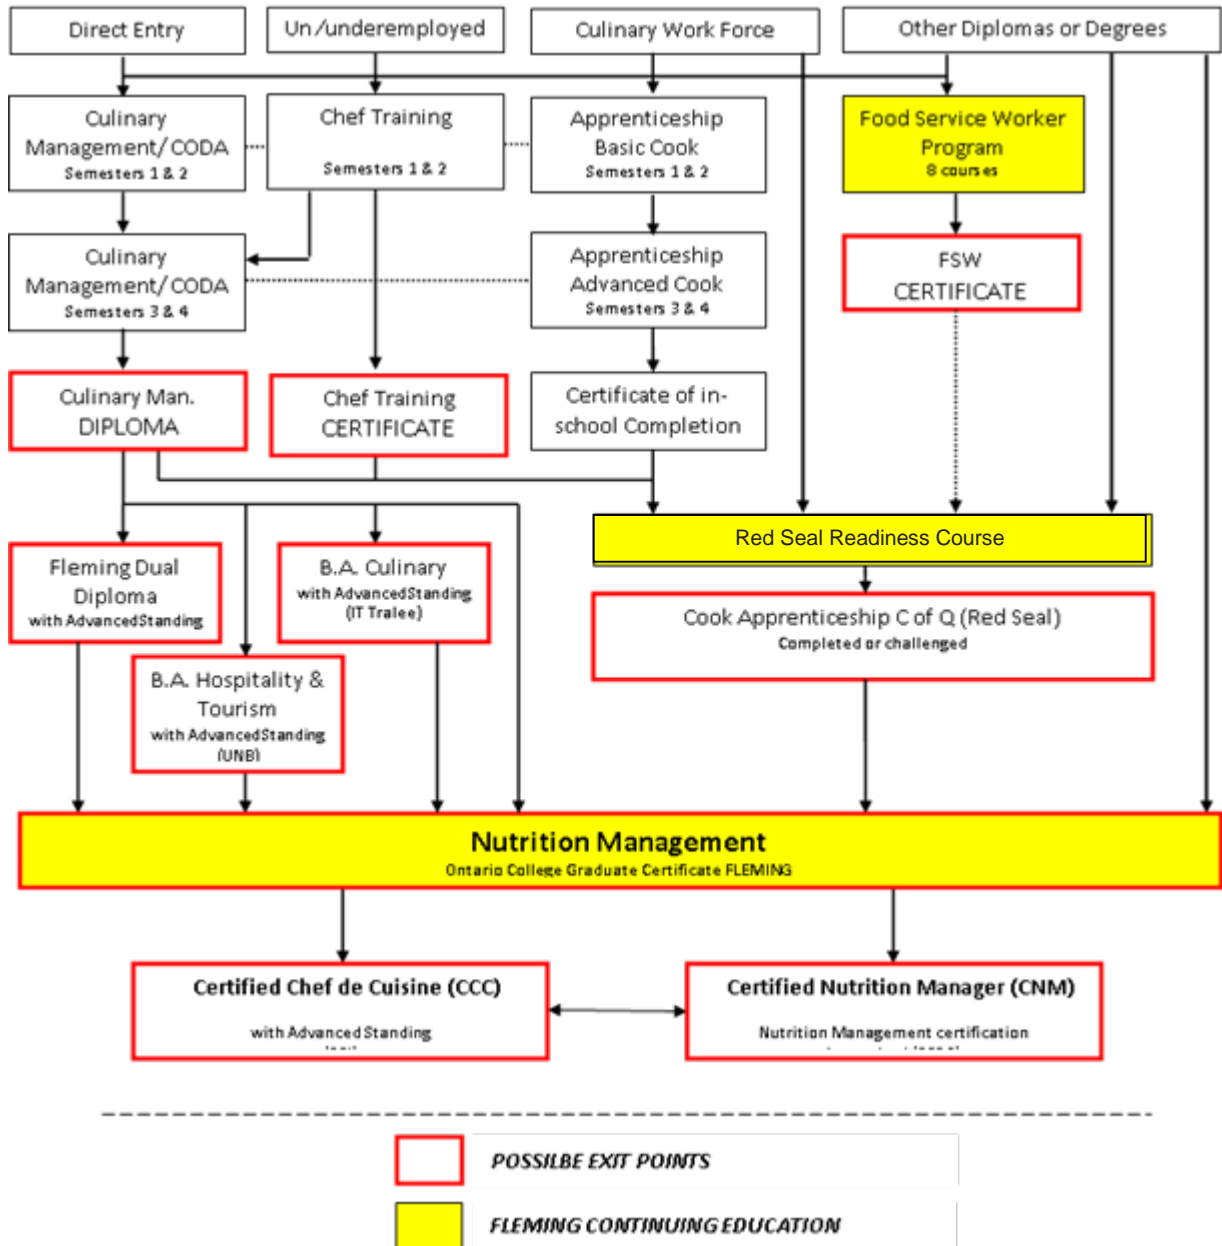 Direct Entry
Un/underemployed
Culinary Work Force
Other Diplomas or Degrees
Culinary
Management/CODA
Semesters 1 & 2
Chef Training
Semesters 1 & 2
Apprenticeship
Basic Cook
Semesters 1 & 2
Food Service Worker
Program
8 courses
Culinary
Management/CODA
Semesters 3 & 4
Apprenticeship
Advanced Cook
Semesters 3 & 4
FSW
CERTIFICATE
Culinary Man.
DIPLOMA
Chef Training
CERTIFICATE
Certificate of in-
school Completion
Red Seal Readiness Course
Fleming Dual
Diploma
with Advanced Standing
B.A. Culinary
with Advanced Standing
(IT Tralee)
Cook Apprenticeship C of Q (Red Seal)
Completed or challenged
B.A. Hospitality &
Tourism
with Advanced Standing
(UNB)
Nutrition Management
Ontario College Graduate Certificate FLEMING
Certified Chef de Cuisine (CCC)
with Advanced Standing
Certified Nutrition Manager (CNM)
Nutrition Management certification
POSSILBE EXIT POINTS
FLEMING CONTINUING EDUCATION